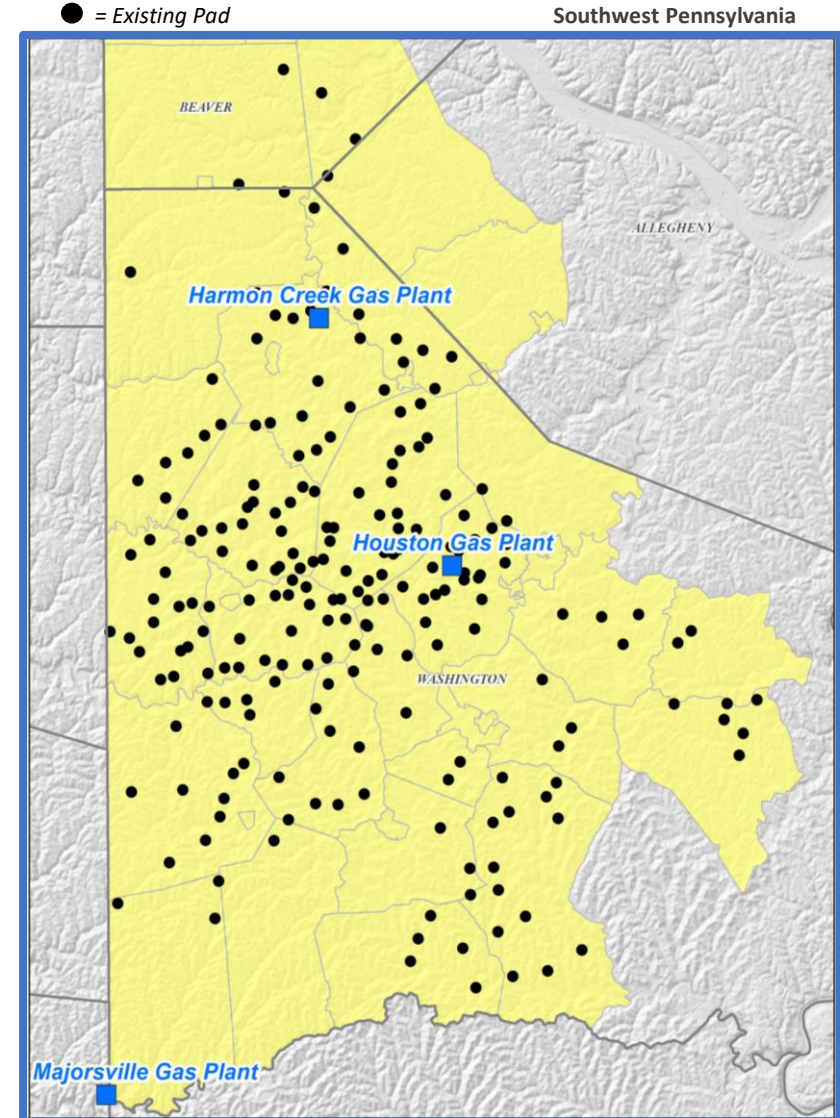 = Existing Pad
Southwest Pennsylvania
BEAVER
ALLEGHENY
Harmon Creek Gas Plant
Houston Gas Plant
WASHINGTON
Majorsville Gas Plant